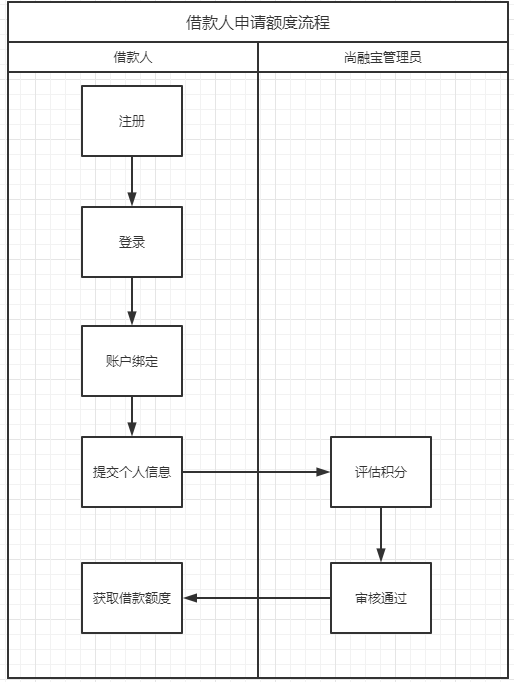 借款人申请额度流程
借款人
尚融宝管理员
注册
登录
账户绑定
提交个人信息
评估积分
获取借款额度
审核通过